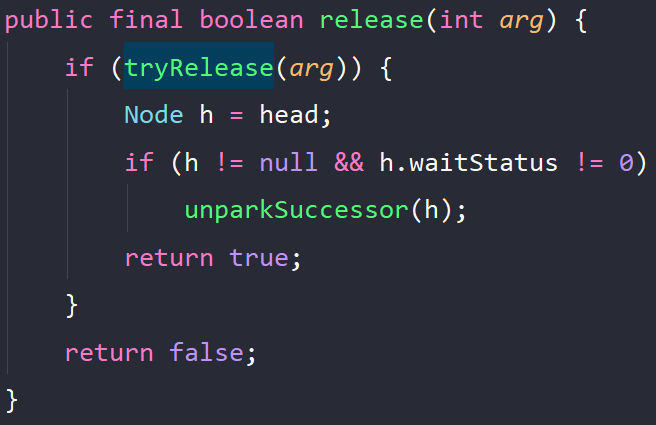 public final boolean release(int arg) {
    if (tryRelease(arg)) {
        Node h = head;
        if (h != null && h.waitStatus != 0)
            unparkSuccessor(h);
        return true;
    }
    return false;
}